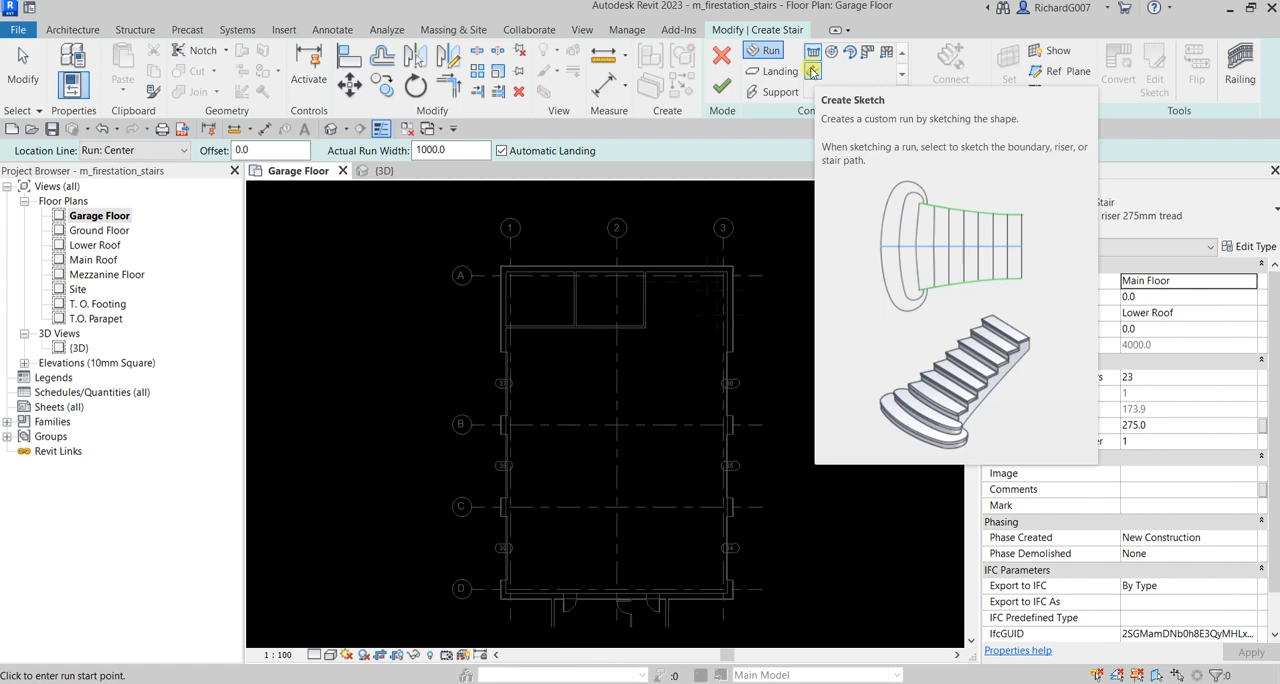 Autodesk Revit 2023 - m_firestation_stairs - Floor Plan: Garage Floor
RichardG007
File Architecture Structure Precast Systems Insert Annotate Analyze Massing & Site Collaborate View Manage Add-Ins Modify | Create Stair
Modify
Paste
Notch
Cut
Join
Activate
Run
Landing
Support
Connect
Set
Show
Ref Plane
Convert
Edit
Sketch
Flip
Railing
Select Properties Clipboard Geometry Controls Modify View Measure Create Mode Tools
Location Line: Run: Center Offset: 0.0 Actual Run Width: 1000.0 Automatic Landing
Create Sketch
Creates a custom run by sketching the shape.
When sketching a run, select to sketch the boundary, riser, or
stair path.
Project Browser - m_firestation_stairs
Views (all)
Floor Plans
Garage Floor
Ground Floor
Lower Roof
Main Roof
Mezzanine Floor
Site
T. O. Footing
T.O. Parapet
3D Views
{3D}
Elevations (10mm Square)
Legends
Schedules/Quantities (all)
Sheets (all)
Families
Groups
Revit Links
Garage Floor
{3D}
1 2 3
A
B
C
D
1 : 100
Stair
riser 275mm tread
Edit Type
Main Floor
0.0
Lower Roof
0.0
4000.0
23
1
173.9
275.0
1
Image
Comments
Mark
Phasing
Phase Created New Construction
Phase Demolished None
IFC Parameters
Export to IFC By Type
Export to IFC As
IFC Predefined Type
IfcGUID 2SGMamDNb0h8E3QyMHLx...
Properties help
Apply
Click to enter run start point.
:0
Main Model
:0